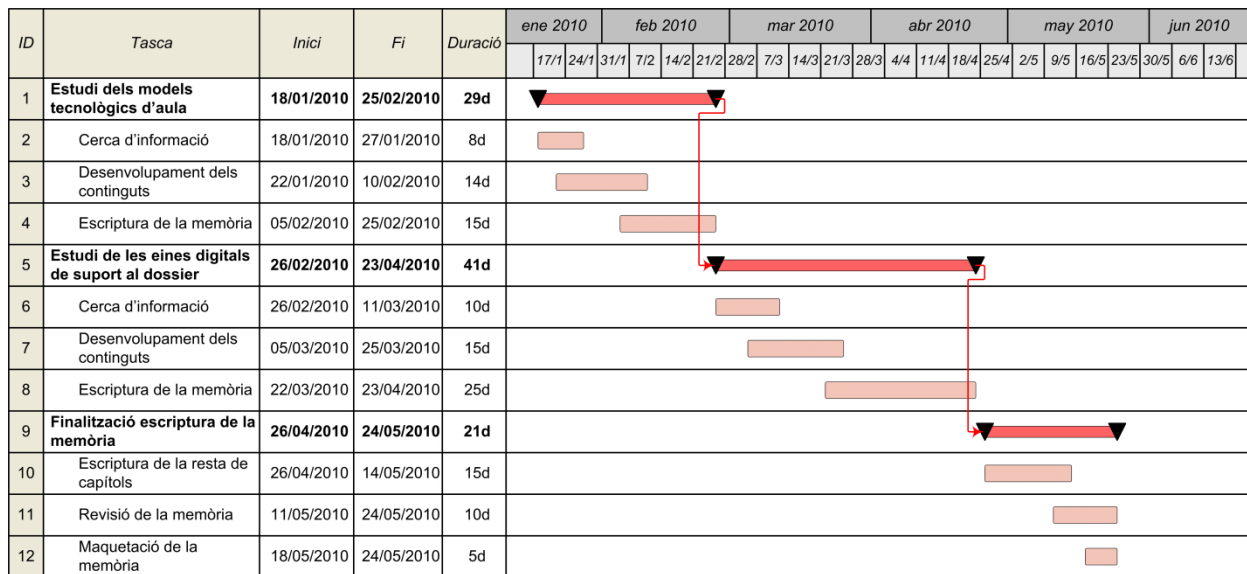 ID Tasca Inici Fi Duració ene 2010 feb 2010 mar 2010 abr 2010 may 2010 jun 2010
17/1 24/1 31/1 7/2 14/2 21/2 28/2 7/3 14/3 21/3 28/3 4/4 11/4 18/4 25/4 2/5 9/5 16/5 23/5 30/5 6/6 13/6
1 Estudi dels models
tecnològics d’aula 18/01/2010 25/02/2010 29d
2 Cerca d’informació 18/01/2010 27/01/2010 8d
3 Desenvolupament dels
continguts 22/01/2010 10/02/2010 14d
4 Escriptura de la memòria 05/02/2010 25/02/2010 15d
5 Estudi de les eines digitals
de suport al dossier 26/02/2010 23/04/2010 41d
6 Cerca d’informació 26/02/2010 11/03/2010 10d
7 Desenvolupament dels
continguts 05/03/2010 25/03/2010 15d
8 Escriptura de la memòria 22/03/2010 23/04/2010 25d
9 Finalització escriptura de la
memòria 26/04/2010 24/05/2010 21d
10 Escriptura de la resta de
capítols 26/04/2010 14/05/2010 15d
11 Revisió de la memòria 11/05/2010 24/05/2010 10d
12 Maquetació de la
memòria 18/05/2010 24/05/2010 5d